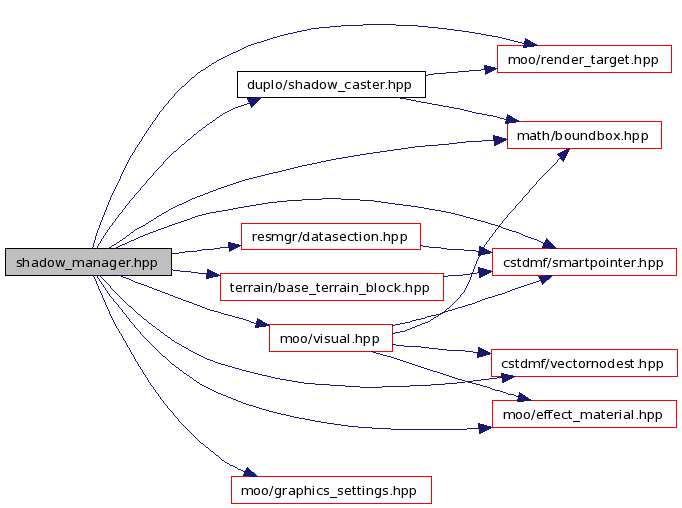 moo/render_target.hpp
duplo/shadow_caster.hpp
math/boundbox.hpp
resmgr/datasection.hpp
shadow_manager.hpp
cstdmf/smartpointer.hpp
terrain/base_terrain_block.hpp
moo/visual.hpp
cstdmf/vectornodest.hpp
moo/effect_material.hpp
moo/graphics_settings.hpp